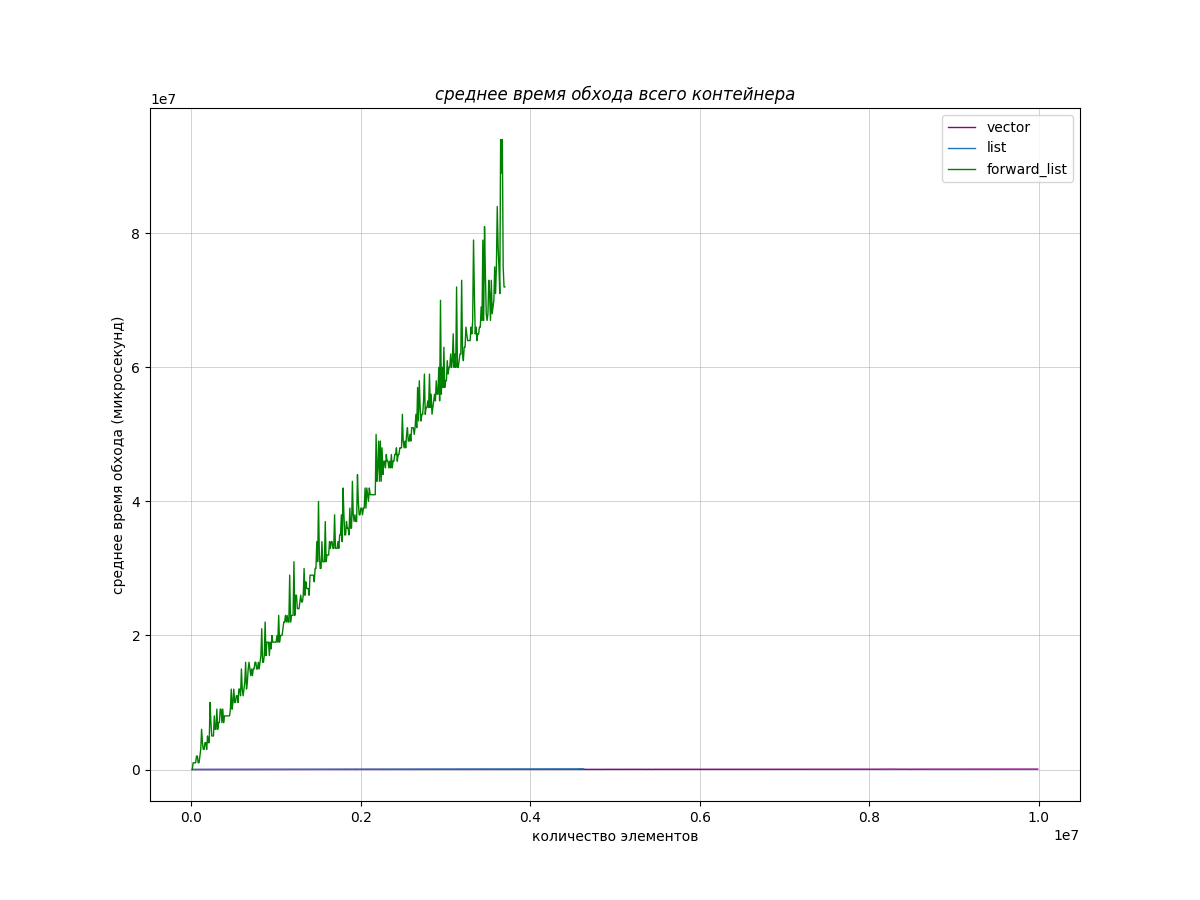 среднее время обхода всего контейнера
1e7
vector
list
forward_list
8
6
4
2
0
среднее время обхода (микросекунд)
0.0 0.2 0.4 0.6 0.8 1.0
1e7
количество элементов